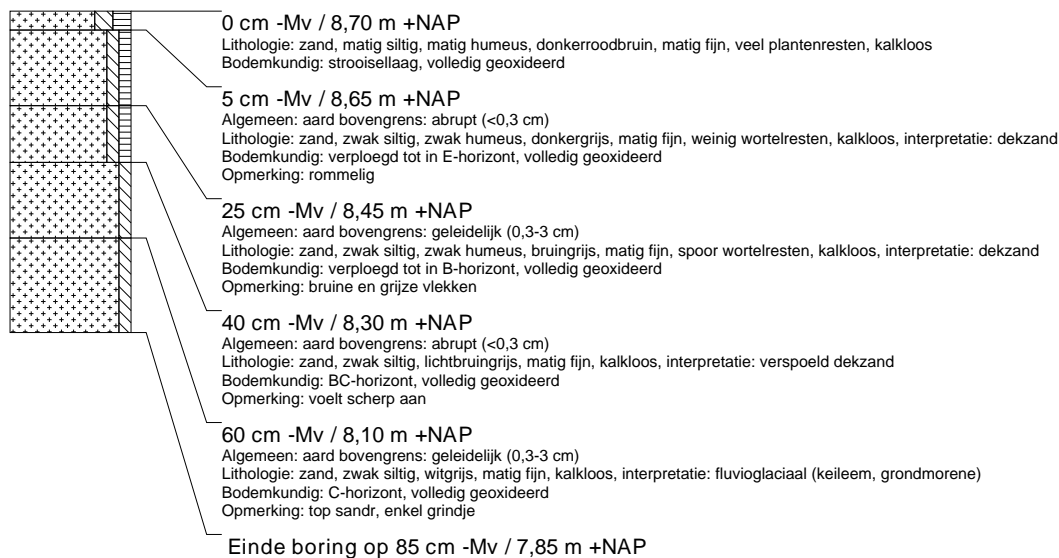 0 cm -Mv / 8,70 m +NAP
Lithologie: zand, matig siltig, matig humeus, donkerroodbruin, matig fijn, veel plantenresten, kalkloos
Bodemkundig: strooisellaag, volledig geoxideerd
5 cm -Mv / 8,65 m +NAP
Algemeen: aard bovengrens: abrupt (<0,3 cm)
Lithologie: zand, zwak siltig, zwak humeus, donkergrijs, matig fijn, weinig wortelresten, kalkloos, interpretatie: dekzand
Bodemkundig: verploegd tot in E-horizont, volledig geoxideerd
Opmerking: rommelig
25 cm -Mv / 8,45 m +NAP
Algemeen: aard bovengrens: geleidelijk (0,3-3 cm)
Lithologie: zand, zwak siltig, zwak humeus, bruingrijs, matig fijn, spoor wortelresten, kalkloos, interpretatie: dekzand
Bodemkundig: verploegd tot in B-horizont, volledig geoxideerd
Opmerking: bruine en grijze vlekken
40 cm -Mv / 8,30 m +NAP
Algemeen: aard bovengrens: abrupt (<0,3 cm)
Lithologie: zand, zwak siltig, lichtbruingrijs, matig fijn, kalkloos, interpretatie: verspoeld dekzand
Bodemkundig: BC-horizont, volledig geoxideerd
Opmerking: voelt scherp aan
60 cm -Mv / 8,10 m +NAP
Algemeen: aard bovengrens: geleidelijk (0,3-3 cm)
Lithologie: zand, zwak siltig, witgrijs, matig fijn, kalkloos, interpretatie: fluvioglaciaal (keileem, grondmorene)
Bodemkundig: C-horizont, volledig geoxideerd
Opmerking: top sandr, enkel grindje
Einde boring op 85 cm -Mv / 7,85 m +NAP